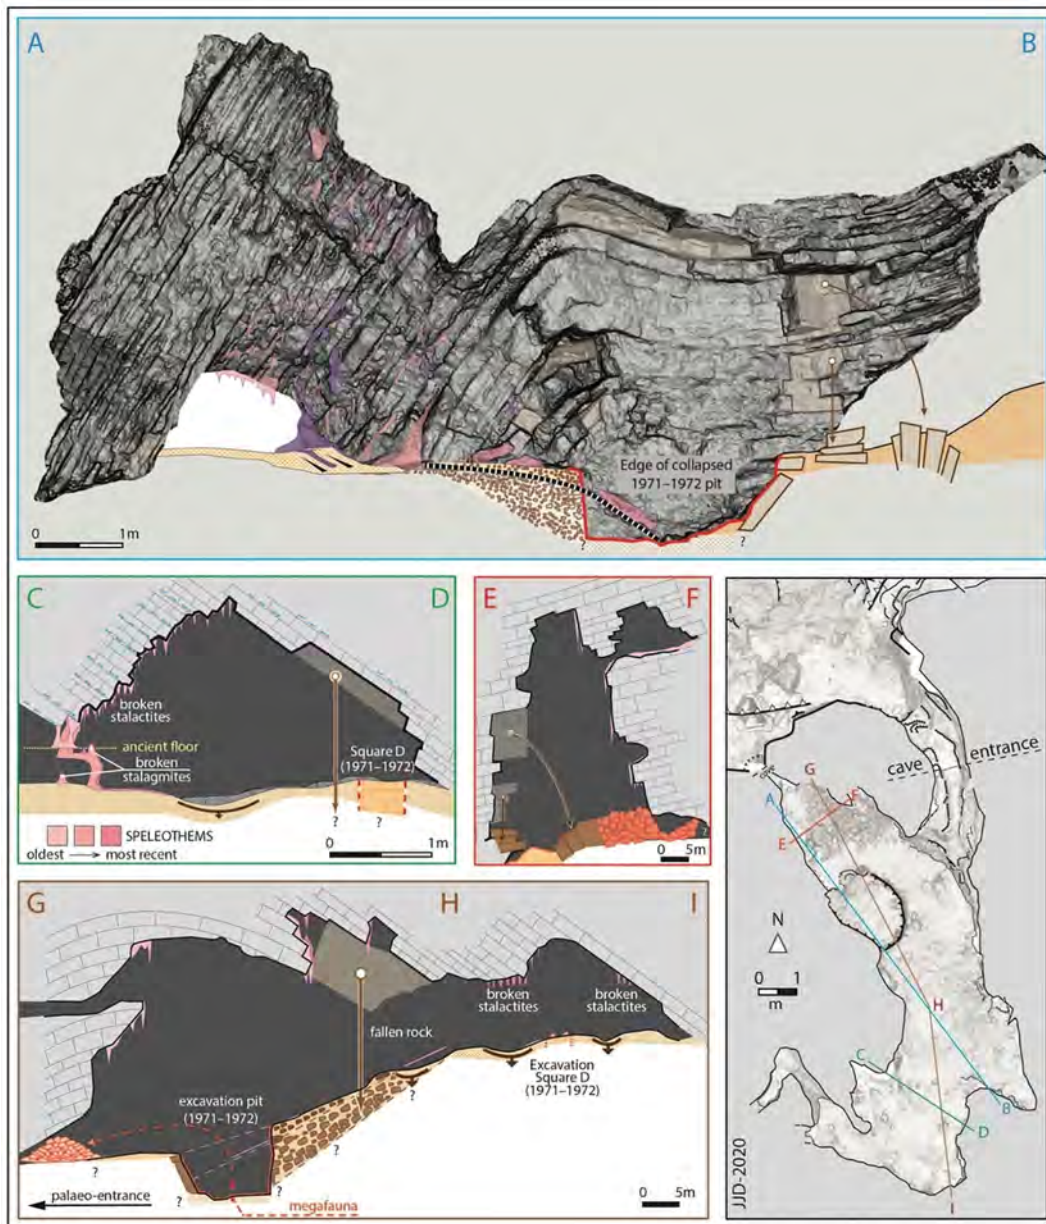 A
B
Edge of collapsed
1971–1972 pit
?
?
0
1m
C
D
broken
stalactites
ancient floor
broken
stalagmites
Square D
(1971–1972)
?
?
SPELEOTHEMS
oldest
most recent
0
1m
E
F
?
0
5m
G
H
I
broken
stalactites
broken
stalactites
fallen rock
excavation pit
(1971–1972)
Excavation
Square D
(1971–1972)
?
?
?
?
palaeo-entrance
megafauna
0
5m
cave
entrance
G
F
A
E
N
0
1
m
H
C
B
D
I
JJD-2020